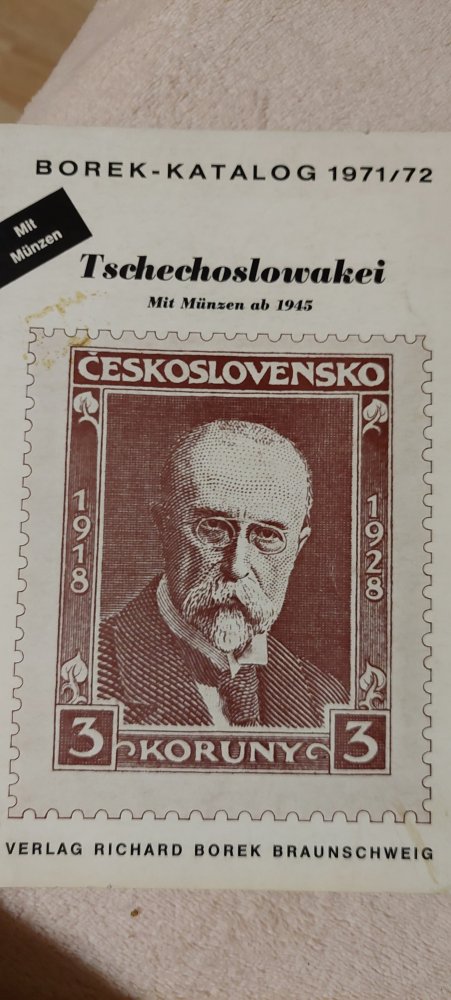 BOREK-KATALOG 1971/72
Mit
Münzen
Tschechoslowakei
Mit Münzen ab 1945
ČESKOSLOVENSKO
1918
1928
3 KORUNY 3
VERLAG RICHARD BOREK BRAUNSCHWEIG